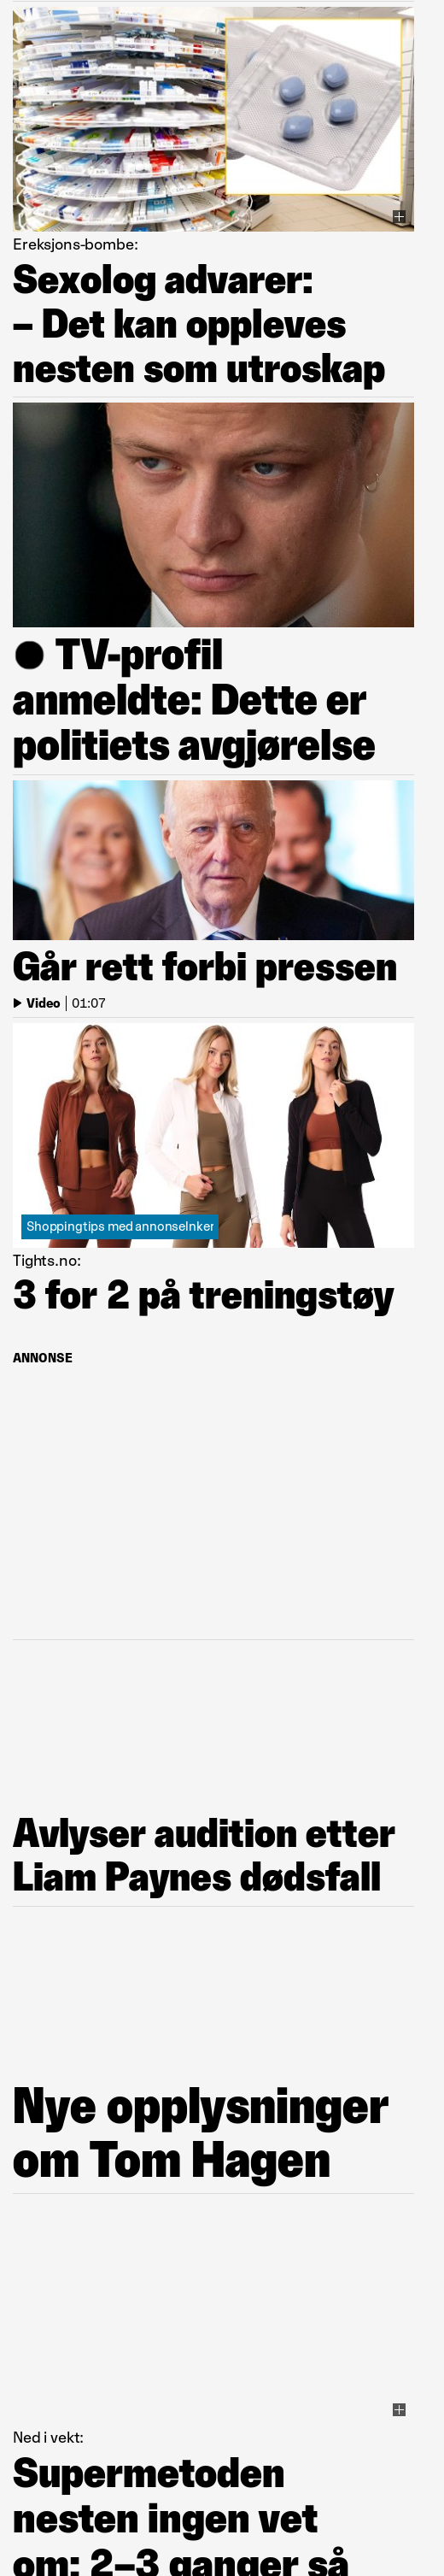 Ereksjons-bombe:
Sexolog advarer:
– Det kan oppleves
nesten som utroskap
TV-profil
anmeldte: Dette er
politiets avgjørelse
Går rett forbi pressen
Video | 01:07
Shoppingtips med annonselnker
Tights.no:
3 for 2 på treningstøy
ANNONSE
Avlyser audition etter
Liam Paynes dødsfall
Nye opplysninger
om Tom Hagen
Ned i vekt:
Supermetoden
nesten ingen vet
om: 2–3 ganger så